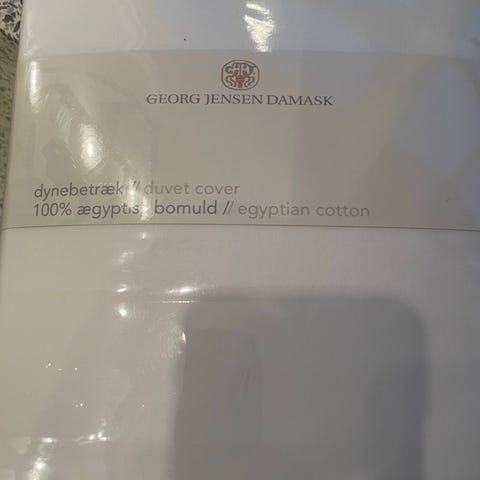 GEORG JENSEN DAMASK
dynebetræk // duvet cover
100% ægyptisk bomuld // egyptian cotton